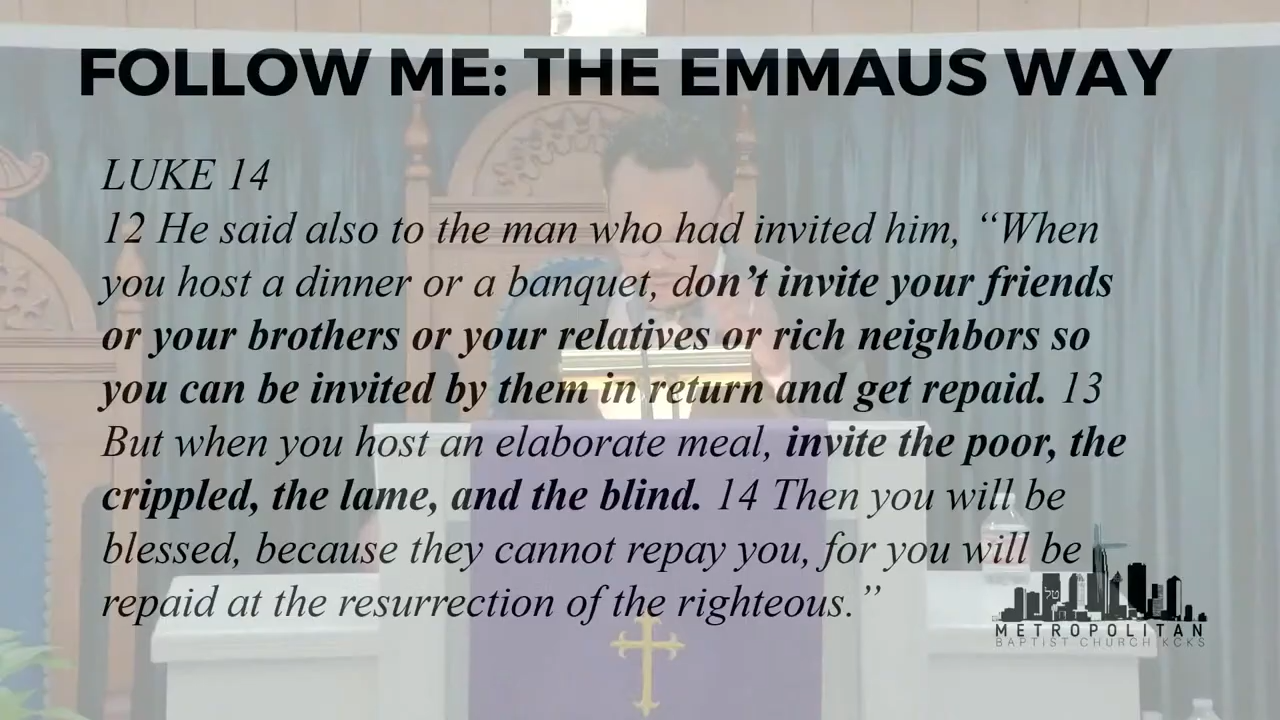 FOLLOW ME: THE EMMAUS WAY
LUKE 14
12 He said also to the man who had invited him, “When
you host a dinner or a banquet, don’t invite your friends
or your brothers or your relatives or rich neighbors so
you can be invited by them in return and get repaid. 13
But when you host an elaborate meal, invite the poor, the
crippled, the lame, and the blind. 14 Then you will be
blessed, because they cannot repay you, for you will be
repaid at the resurrection of the righteous.”
METROPOLITAN
BAPTIST CHURCH KCKS